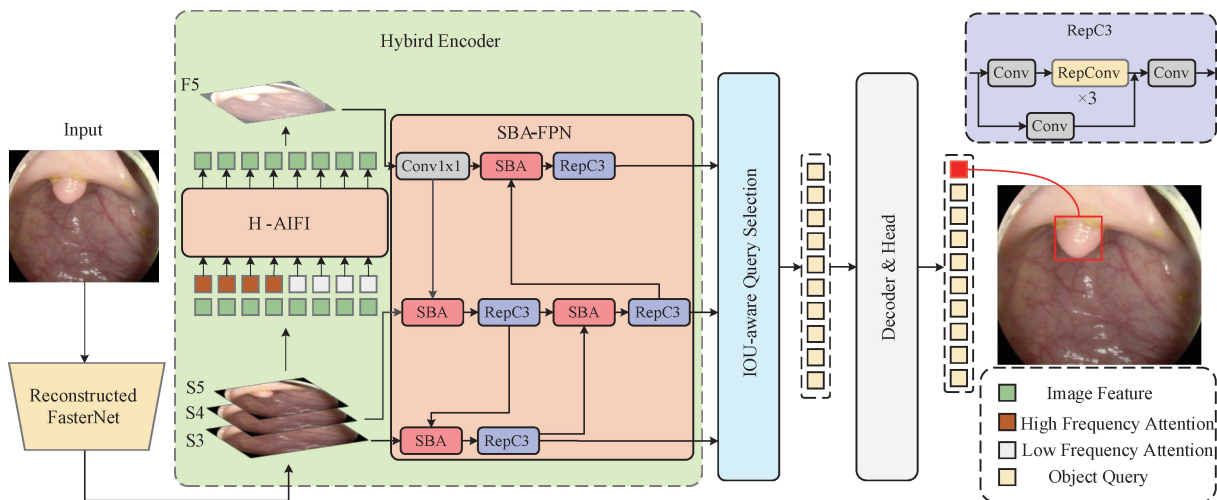 Hybird Encoder
RepC3
Conv
RepConv
Conv
×3
Conv
F5
Input
SBA-FPN
Conv1x1
SBA
RepC3
H -AIFI
SBA
RepC3
SBA
RepC3
S5
S4
S3
SBA
RepC3
Reconstructed
FasterNet
IOU-aware Query Selection
Decoder & Head
Image Feature
High Frequency Attention
Low Frequency Attention
Object Query